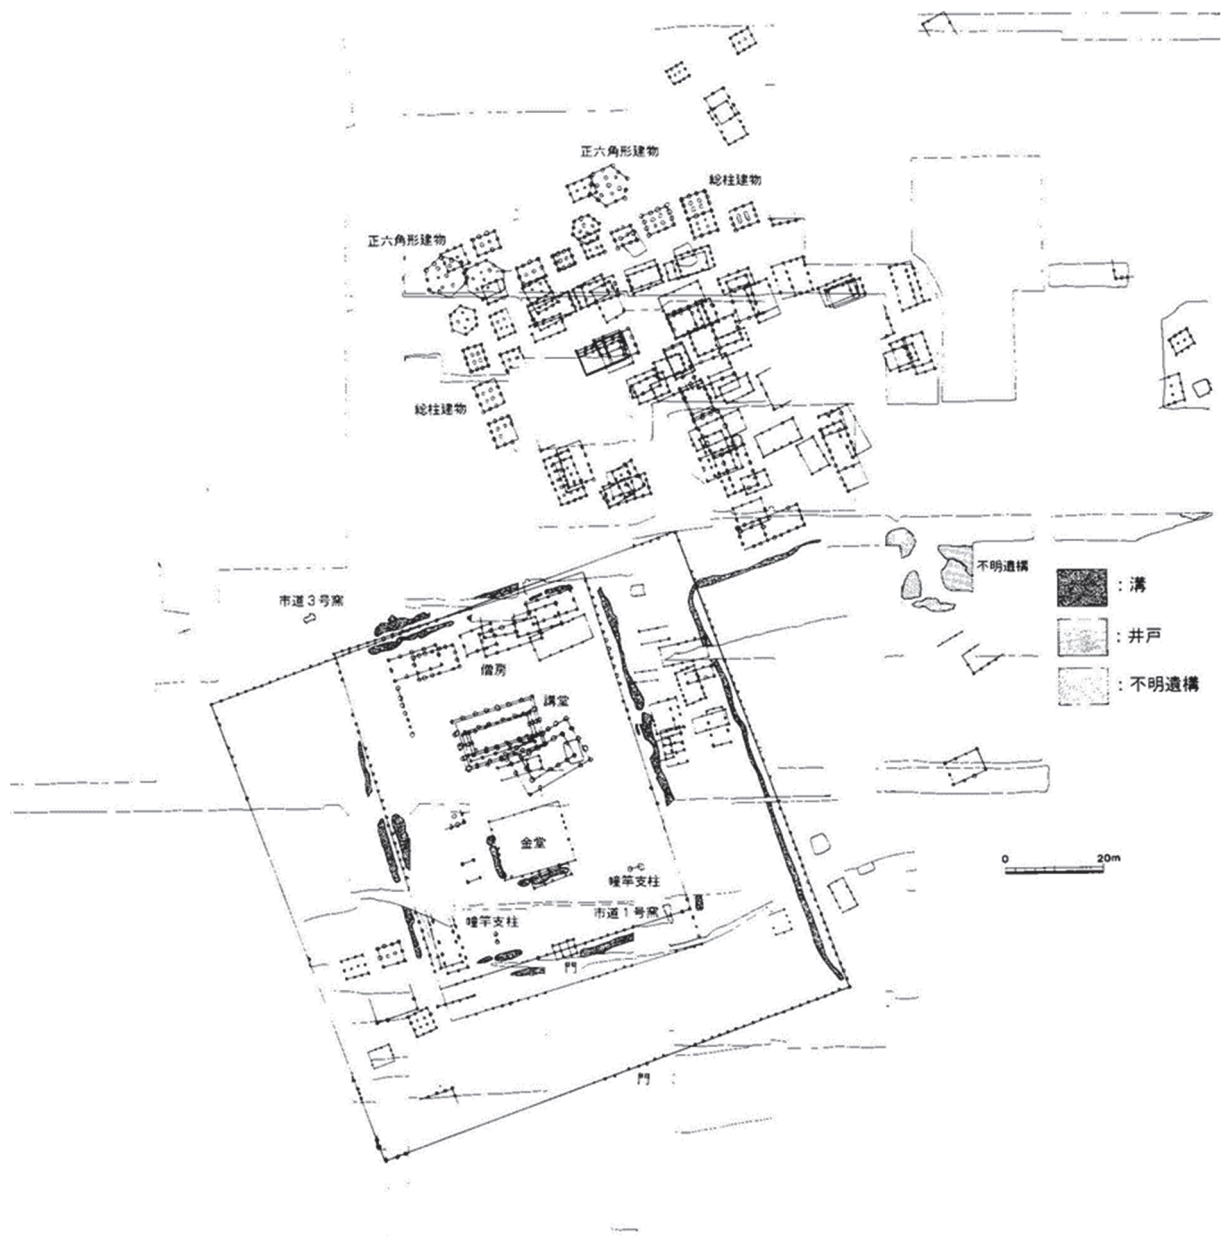 正六角形建物
総柱建物
正六角形建物
総柱建物
不明遺構
：溝
市道3号窯
：井戸
僧房
：不明遺構
講堂
金堂
0 20m
幢竿支柱
市道1号窯
幢竿支柱
門
門